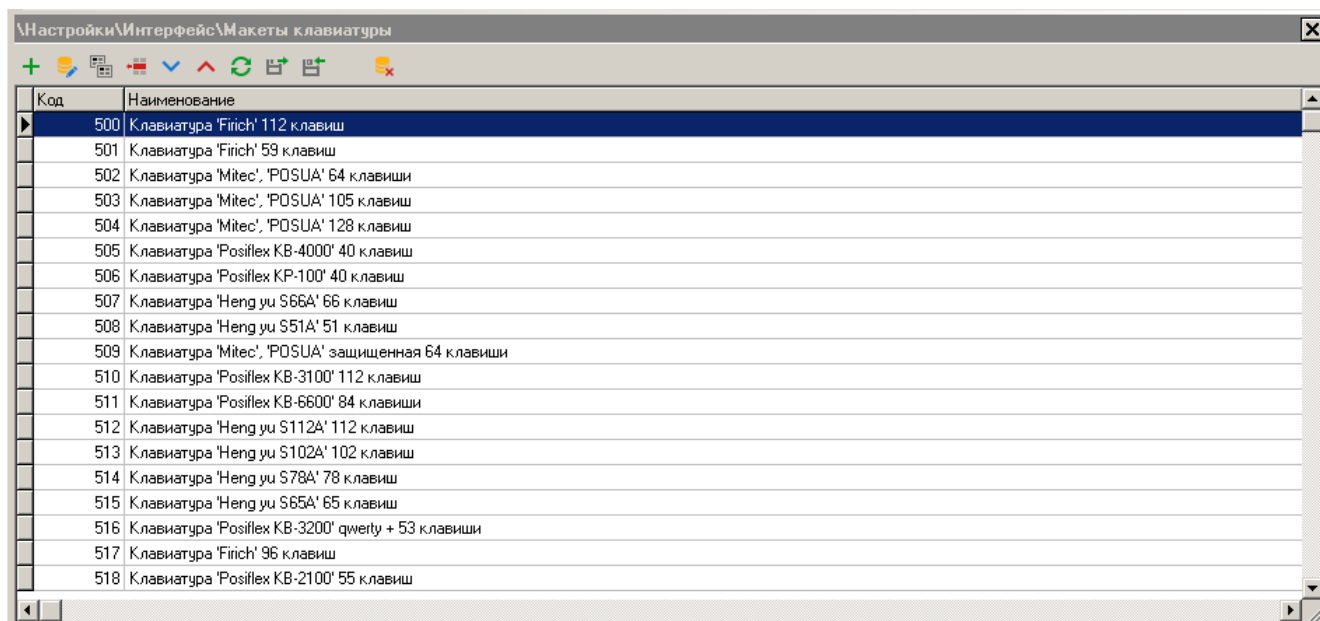 \Настройки\Интерфейс\Макеты клавиатуры
Код Наименование
500 Клавиатура 'Firich' 112 клавиш
501 Клавиатура 'Firich' 59 клавиш
502 Клавиатура 'Mitec', 'POSUA' 64 клавиши
503 Клавиатура 'Mitec', 'POSUA' 105 клавиш
504 Клавиатура 'Mitec', 'POSUA' 128 клавиш
505 Клавиатура 'Posiflex KB-4000' 40 клавиш
506 Клавиатура 'Posiflex KP-100' 40 клавиш
507 Клавиатура 'Heng yu S66A' 66 клавиш
508 Клавиатура 'Heng yu S51A' 51 клавиш
509 Клавиатура 'Mitec', 'POSUA' защищенная 64 клавиши
510 Клавиатура 'Posiflex KB-3100' 112 клавиш
511 Клавиатура 'Posiflex KB-6600' 84 клавиши
512 Клавиатура 'Heng yu S112A' 112 клавиш
513 Клавиатура 'Heng yu S102A' 102 клавиш
514 Клавиатура 'Heng yu S78A' 78 клавиш
515 Клавиатура 'Heng yu S65A' 65 клавиш
516 Клавиатура 'Posiflex KB-3200' qwerty + 53 клавиши
517 Клавиатура 'Firich' 96 клавиш
518 Клавиатура 'Posiflex KB-2100' 55 клавиш